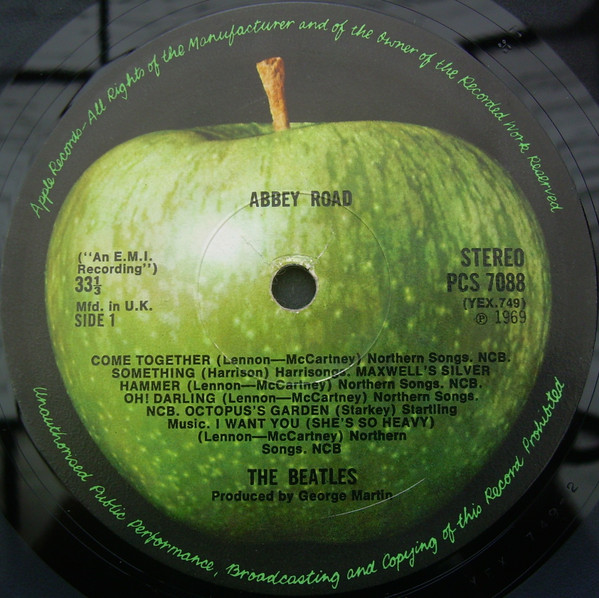 Apple Records-All Rights of the Manufacturer and of the Owner of the Recorded Work Reserved
ABBEY ROAD
("An E.M.I.
Recording")
33⅓
Mfd. in U.K.
SIDE 1
STEREO
PCS 7088
(YEX.749)
℗ 1969
COME TOGETHER (Lennon—McCartney) Northern Songs. NCB.
SOMETHING (Harrison) Harrisongs. MAXWELL'S SILVER
HAMMER (Lennon—McCartney) Northern Songs. NCB.
OH! DARLING (Lennon—McCartney) Northern Songs.
NCB. OCTOPUS'S GARDEN (Starkey) Startling
Music. I WANT YOU (SHE'S SO HEAVY)
(Lennon—McCartney) Northern
Songs. NCB
THE BEATLES
Produced by George Martin
Unauthorised Public Performance, Broadcasting and Copying of this Record Prohibited